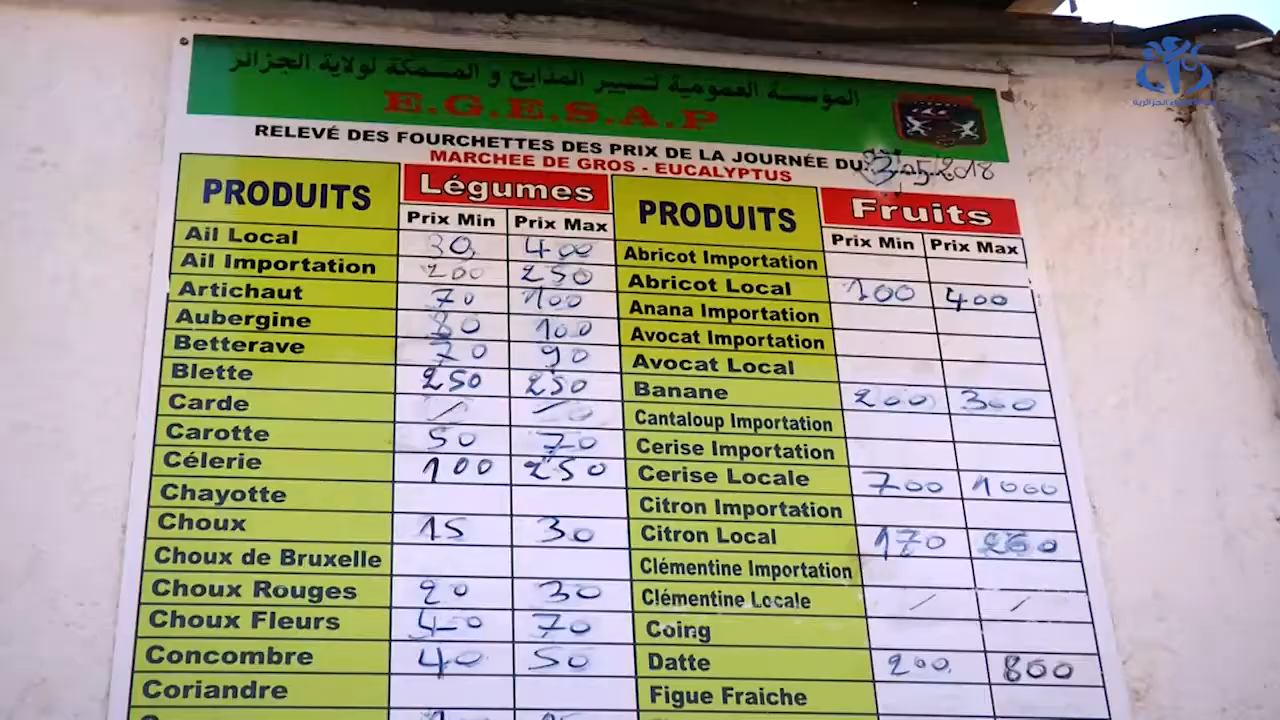 المؤسسة العمومية لتسيير المذابح و المسمكة لولاية الجزائر
E.G.E.S.A.P
RELEVÉ DES FOURCHETTES DES PRIX DE LA JOURNÉE DU: 05/2018
MARCHEE DE GROS - EUCALYPTUS
PRODUITS Légumes PRODUITS Fruits
Prix Min Prix Max Prix Min Prix Max
Ail Local 30 400 Abricot Importation
Ail Importation 200 250 Abricot Local 100 400
Artichaut 70 100 Anana Importation
Aubergine 80 100 Avocat Importation
Betterave 70 90 Avocat Local
Blette 250 250 Banane 200 300
Carde / Cantaloup Importation
Carotte 50 70 Cerise Importation
Célerie 100 250 Cerise Locale 700 1000
Chayotte Citron Importation
Choux 15 30 Citron Local 170 260
Choux de Bruxelle Clémentine Importation
Choux Rouges 20 30 Clémentine Locale / /
Choux Fleurs 40 70 Coing
Concombre 40 50 Datte 200 800
Coriandre Figue Fraiche